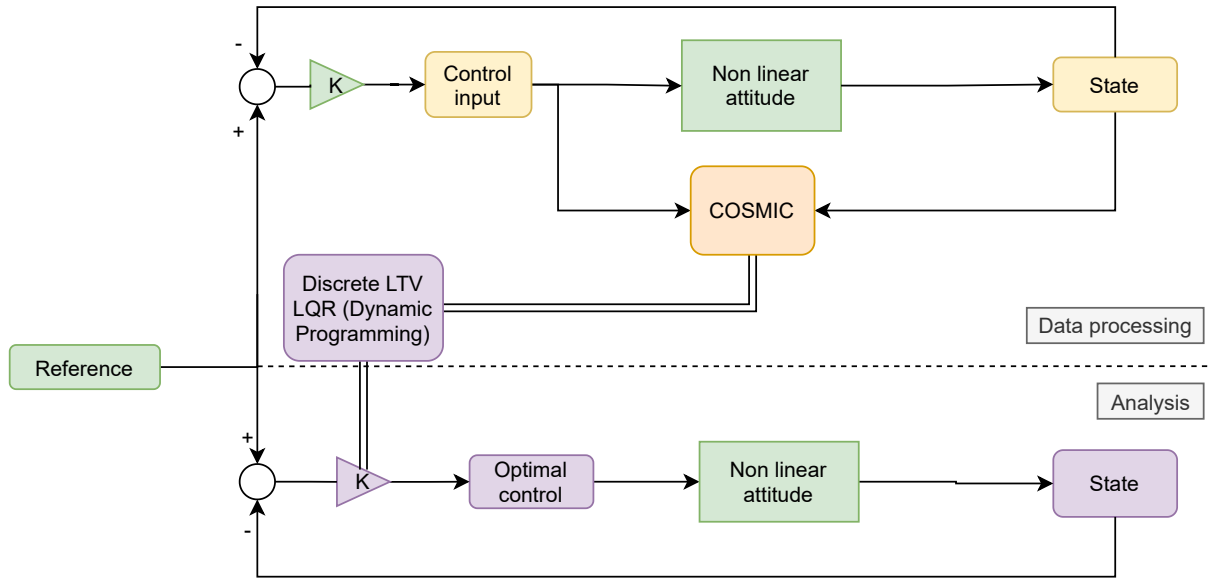 -
K
Control
input
Non linear
attitude
State
+
COSMIC
Discrete LTV
LQR (Dynamic
Programming)
Data processing
Reference
Analysis
+
K
Optimal
control
Non linear
attitude
State
-